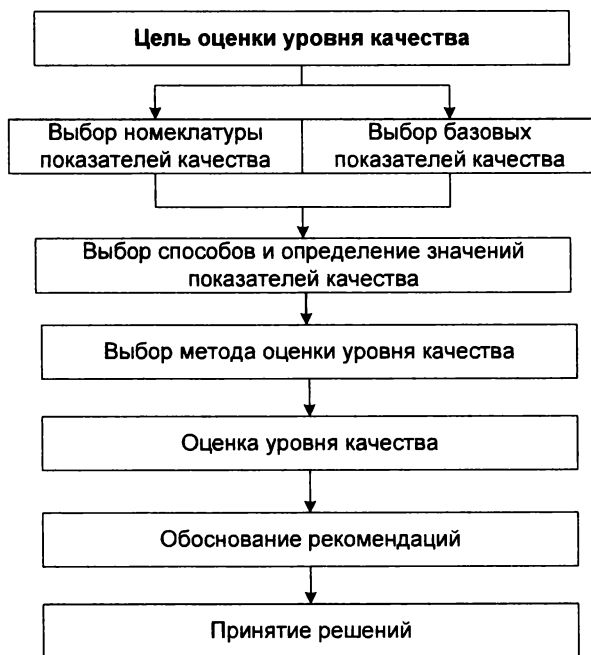 Цель оценки уровня качества
Выбор номеклатуры
показателей качества
Выбор базовых
показателей качества
Выбор способов и определение значений
показателей качества
Выбор метода оценки уровня качества
Оценка уровня качества
Обоснование рекомендаций
Принятие решений